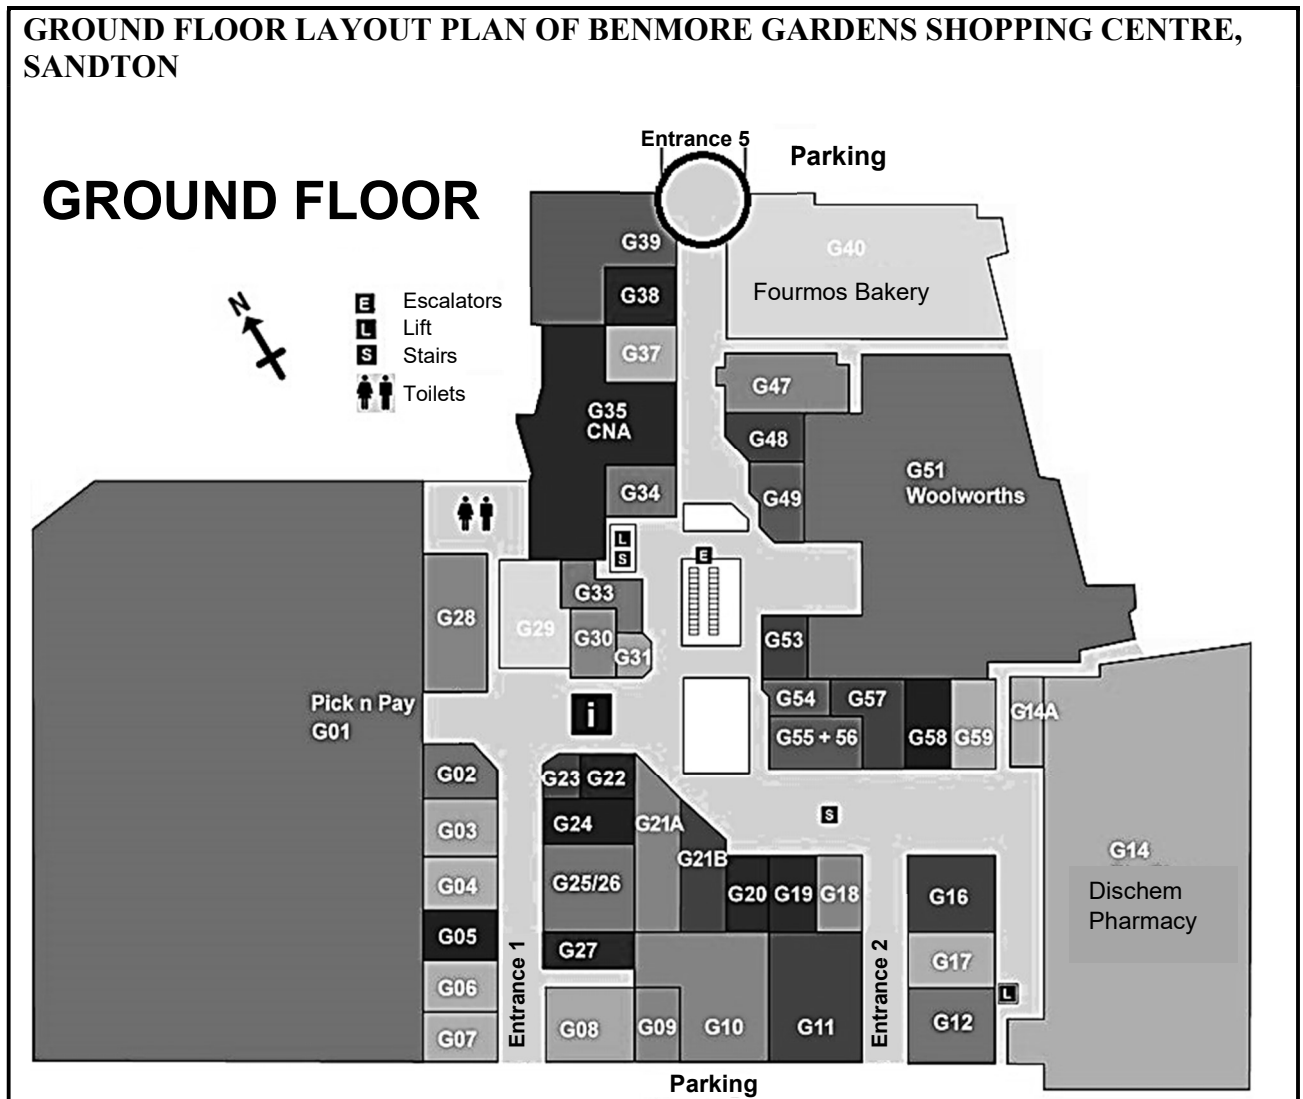 GROUND FLOOR LAYOUT PLAN OF BENMORE GARDENS SHOPPING CENTRE,
SANDTON
Entrance 5
Parking
GROUND FLOOR
N
E Escalators
L Lift
S Stairs
Toilets
G39
G40
Fourmos Bakery
G38
G37
G35
CNA
G47
G48
G34
G49
G51
Woolworths
L
S
E
G28
G29
G33
G30
G31
G53
Pick n Pay
G01
i
G54
G57
G55 + 56
G58
G59
G14A
G02
G23
G22
G03
G24
G21A
S
G21B
G14
Dischem
Pharmacy
G04
G25/26
G20
G19
G18
G16
G05
G27
G17
G06
L
G07
Entrance 1
G08
G09
G10
G11
Entrance 2
G12
Parking